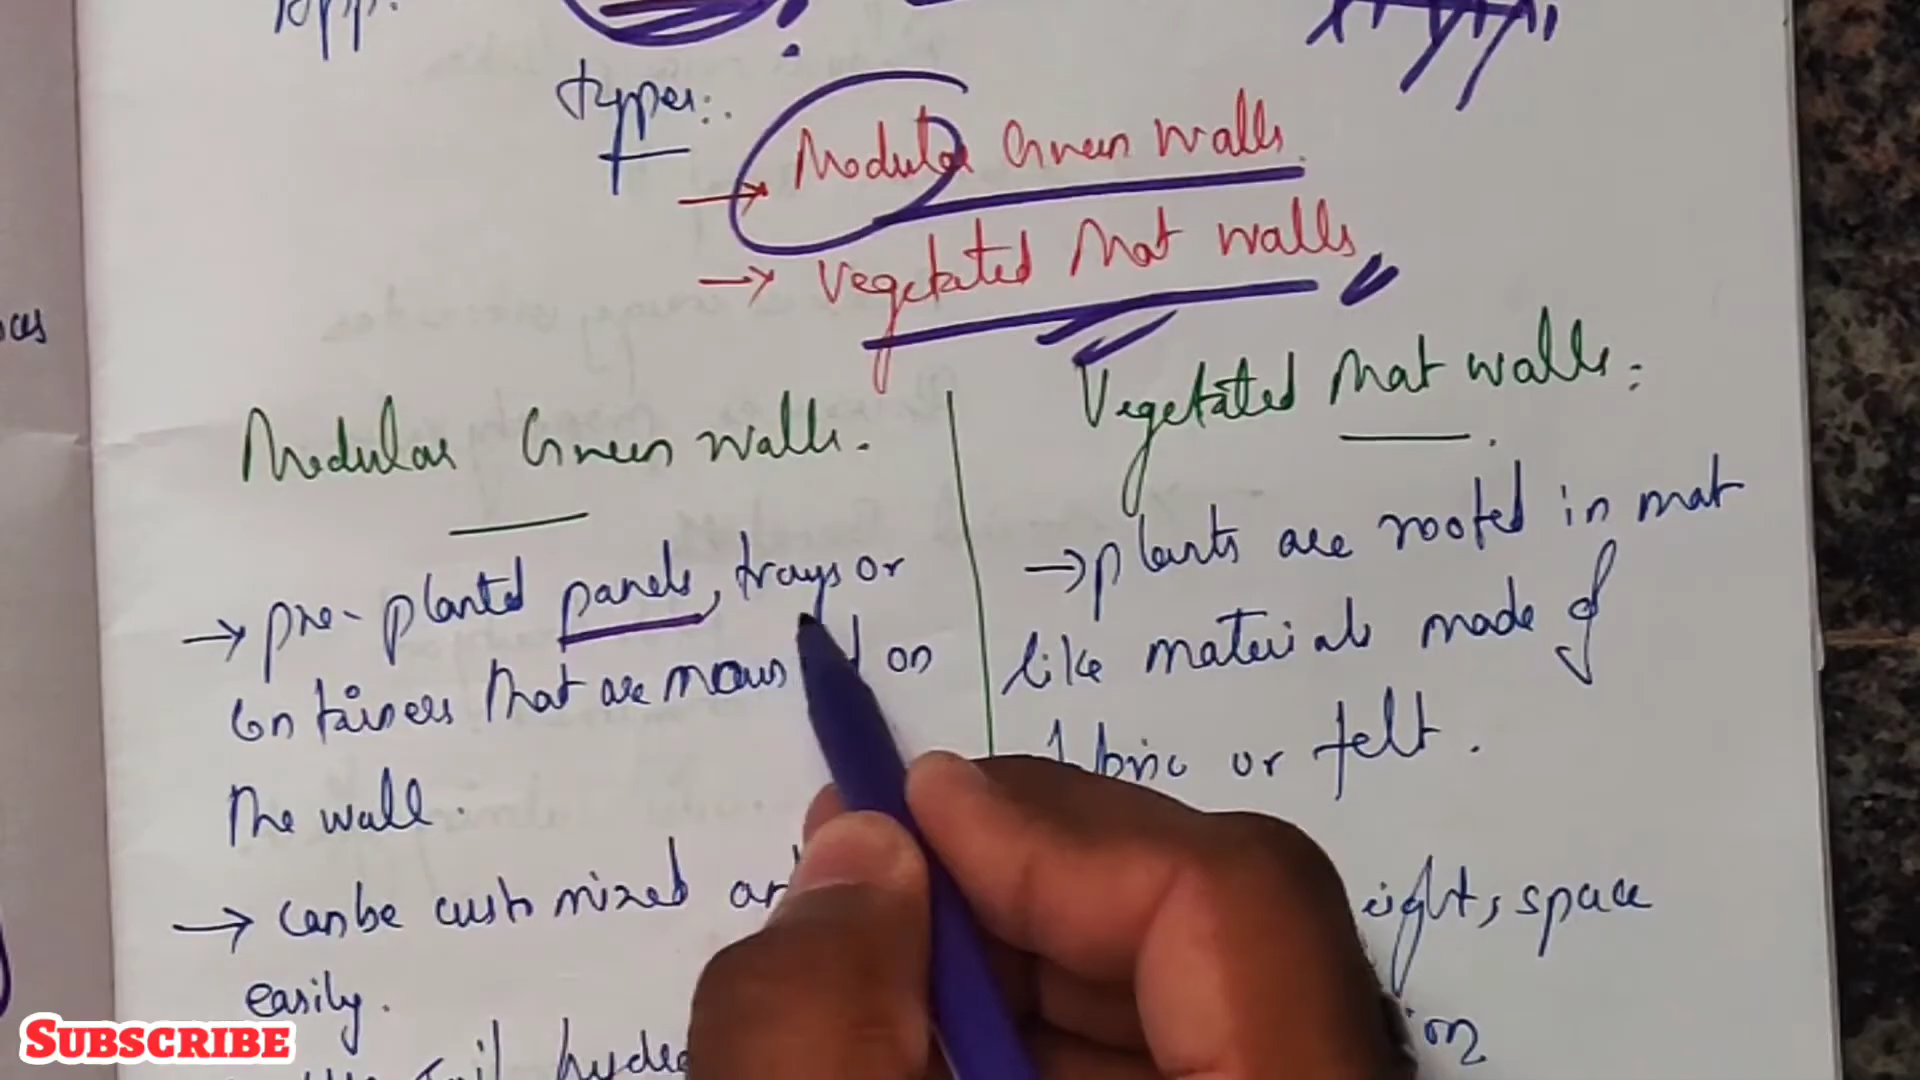 types:
→ Modular Green Walls.
→ Vegetated Mat Walls
Modular Green Walls.
→ pre-planted panels, trays or
Containers that are on
The wall.
→ can be customized
easily.
Vegetated Mat Walls:
→ plants are rooted in mat
like materials made of
or felt.
space
SUBSCRIBE